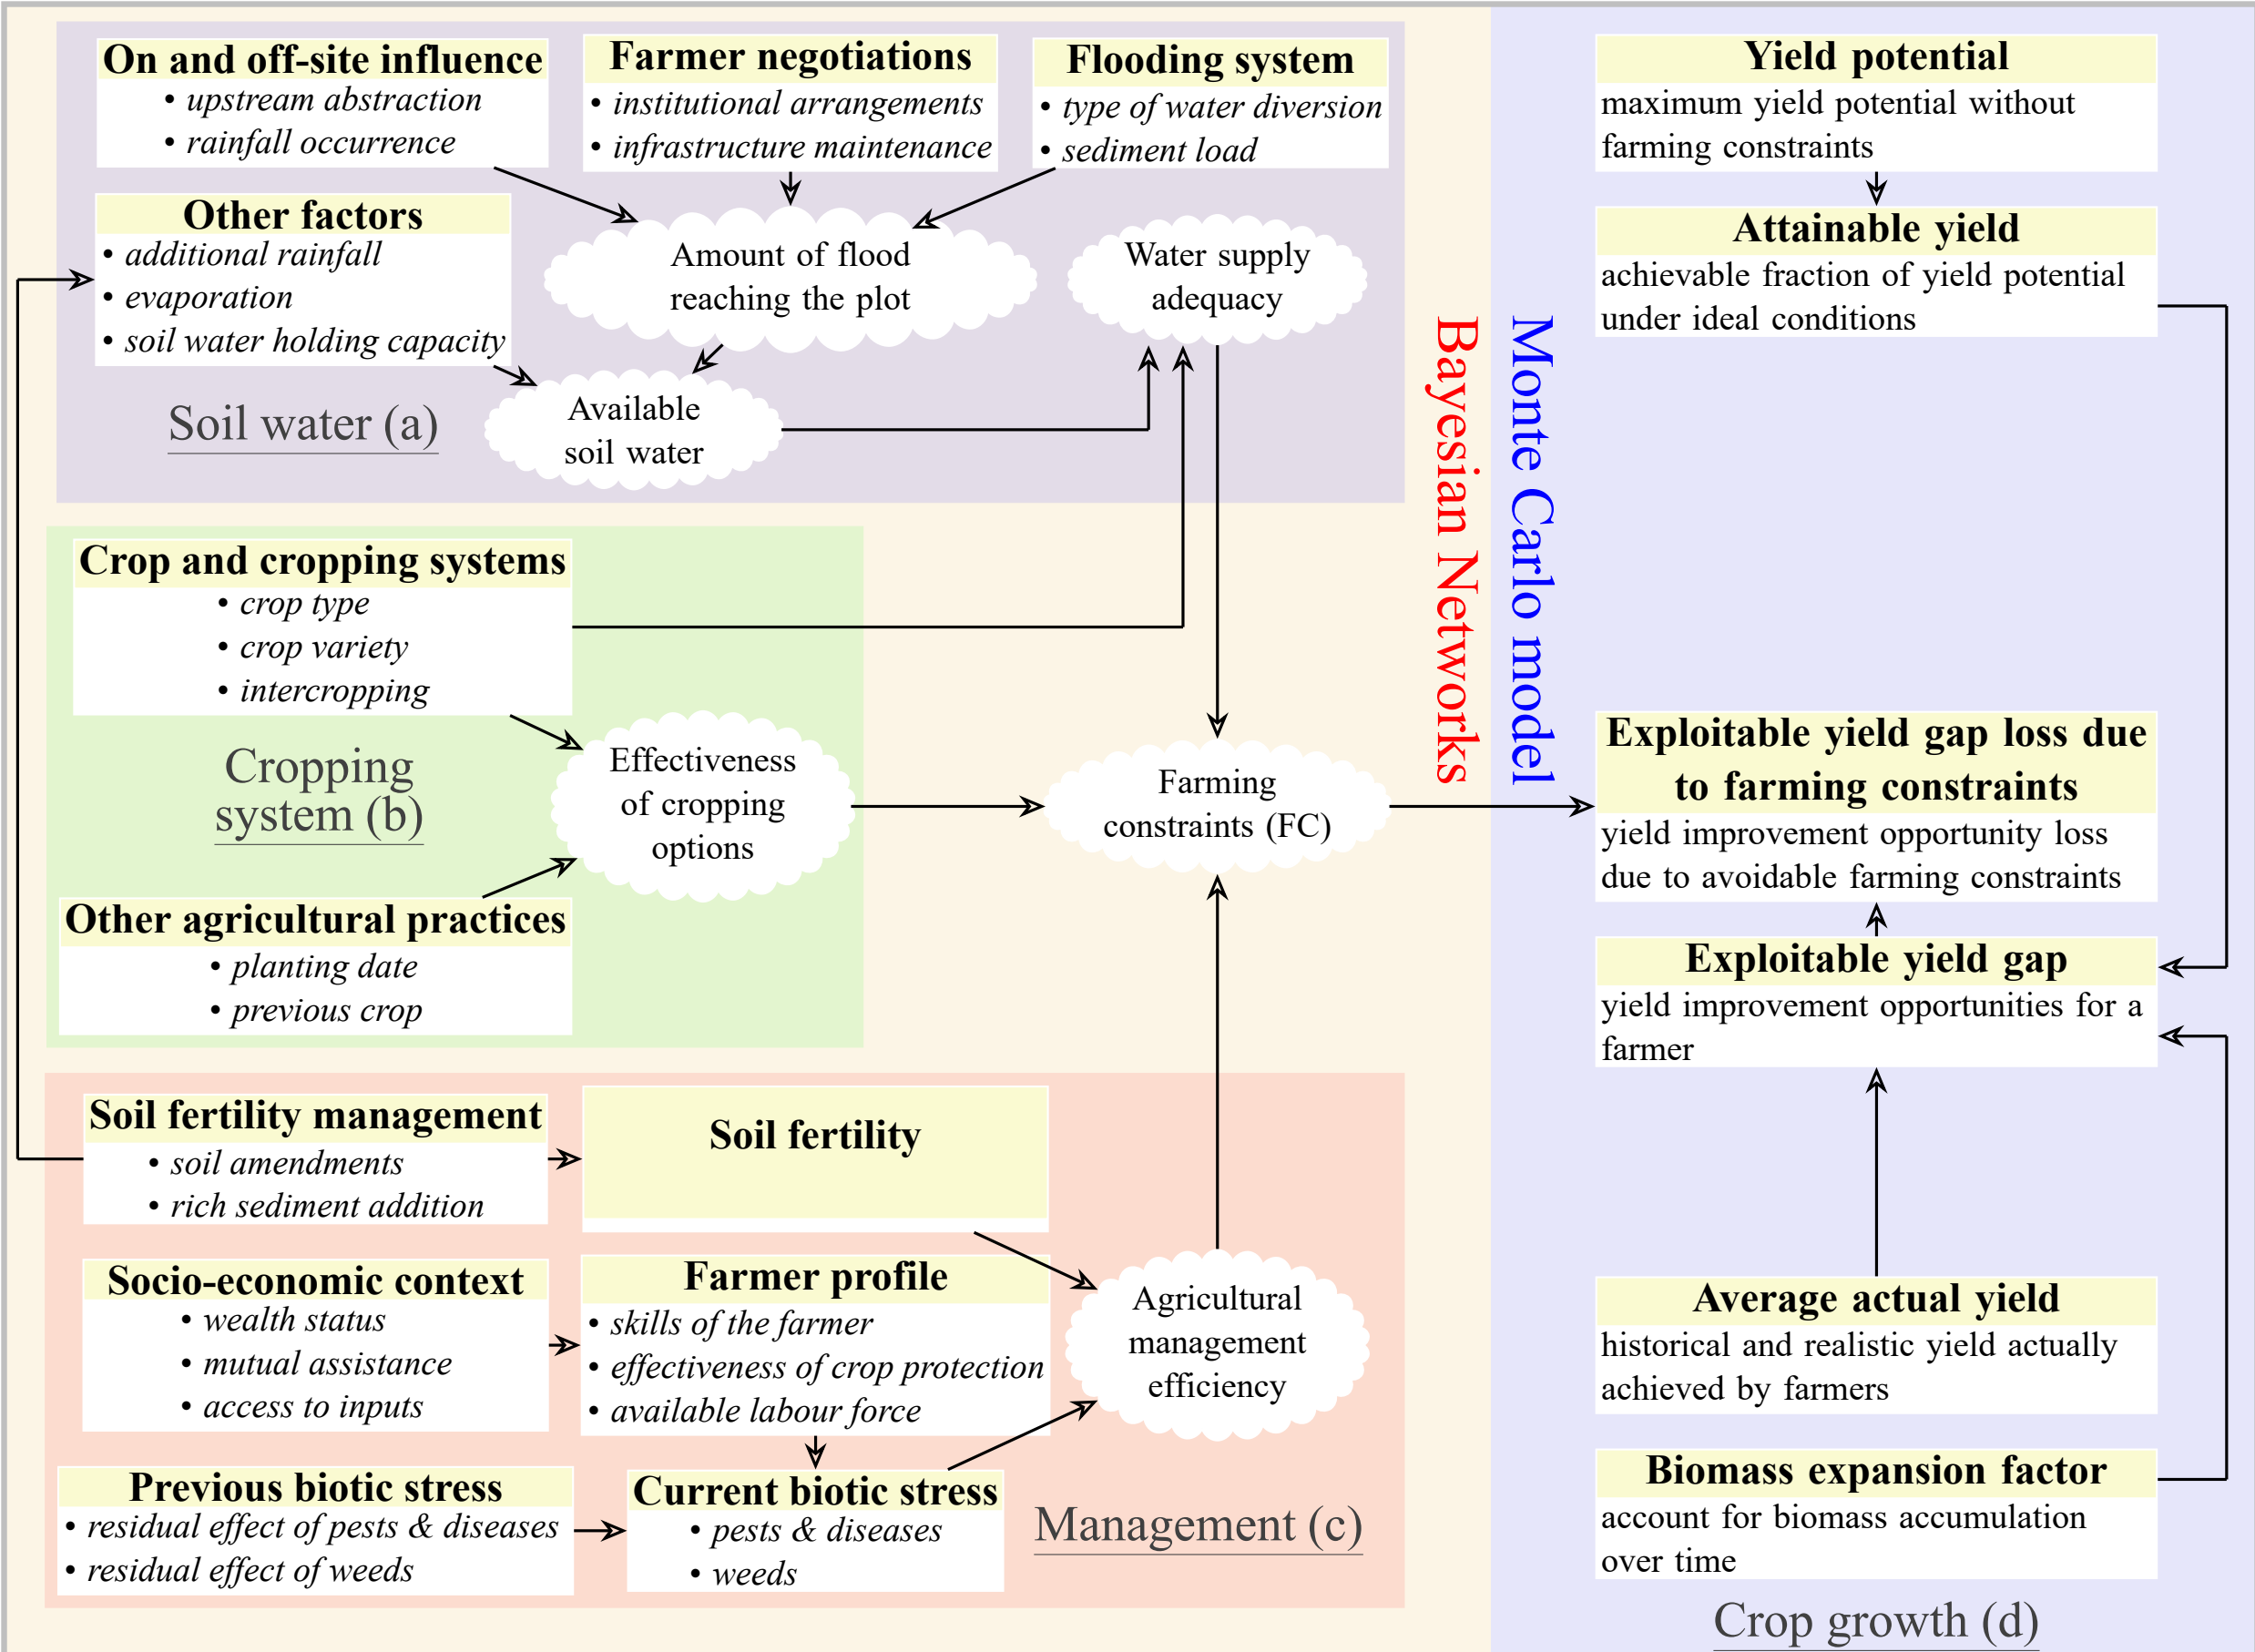 On and off-site influence
• upstream abstraction
• rainfall occurrence
Farmer negotiations
• institutional arrangements
• infrastructure maintenance
Flooding system
• type of water diversion
• sediment load
Other factors
• additional rainfall
• evaporation
• soil water holding capacity
Amount of flood
reaching the plot
Water supply
adequacy
Available
soil water
Soil water (a)
Crop and cropping systems
• crop type
• crop variety
• intercropping
Cropping
system (b)
Effectiveness
of cropping
options
Other agricultural practices
• planting date
• previous crop
Farming
constraints (FC)
Soil fertility management
• soil amendments
• rich sediment addition
Soil fertility
Socio-economic context
• wealth status
• mutual assistance
• access to inputs
Farmer profile
• skills of the farmer
• effectiveness of crop protection
• available labour force
Agricultural
management
efficiency
Previous biotic stress
• residual effect of pests & diseases
• residual effect of weeds
Current biotic stress
• pests & diseases
• weeds
Management (c)
Bayesian Networks
Monte Carlo model
Yield potential
maximum yield potential without
farming constraints
Attainable yield
achievable fraction of yield potential
under ideal conditions
Exploitable yield gap loss due
to farming constraints
yield improvement opportunity loss
due to avoidable farming constraints
Exploitable yield gap
yield improvement opportunities for a
farmer
Average actual yield
historical and realistic yield actually
achieved by farmers
Biomass expansion factor
account for biomass accumulation
over time
Crop growth (d)